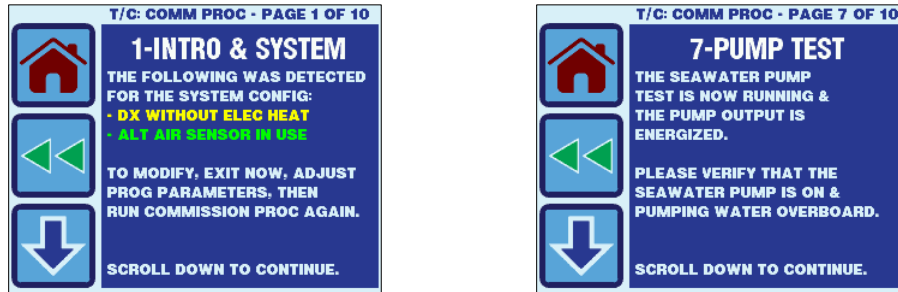 T/C: COMM PROC - PAGE 1 OF 10
1-INTRO & SYSTEM
THE FOLLOWING WAS DETECTED
FOR THE SYSTEM CONFIG:
- DX WITHOUT ELEC HEAT
- ALT AIR SENSOR IN USE
TO MODIFY, EXIT NOW, ADJUST
PROG PARAMETERS, THEN
RUN COMMISSION PROC AGAIN.
SCROLL DOWN TO CONTINUE.
T/C: COMM PROC - PAGE 7 OF 10
7-PUMP TEST
THE SEAWATER PUMP
TEST IS NOW RUNNING &
THE PUMP OUTPUT IS
ENERGIZED.
PLEASE VERIFY THAT THE
SEAWATER PUMP IS ON &
PUMPING WATER OVERBOARD.
SCROLL DOWN TO CONTINUE.